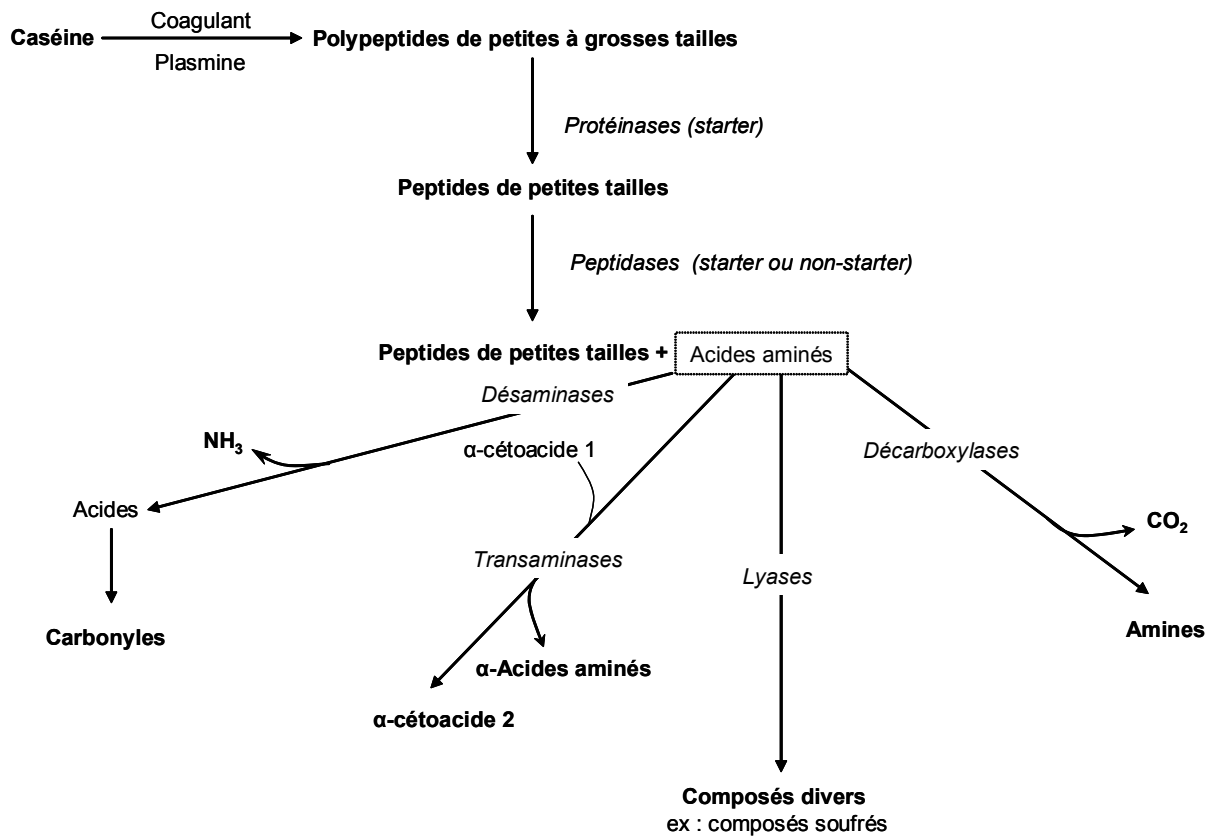 Coagulant
Caséine
Polypeptides de petites à grosses tailles
Plasmine
Protéinases (starter)
Peptides de petites tailles
Peptidases (starter ou non-starter)
Peptides de petites tailles + Acides aminés
Désaminases
NH₃
α-cétoacide 1
Décarboxylases
Acides
CO₂
Transaminases
Lyases
Carbonyles
Amines
α-Acides aminés
α-cétoacide 2
Composés divers
ex : composés soufrés